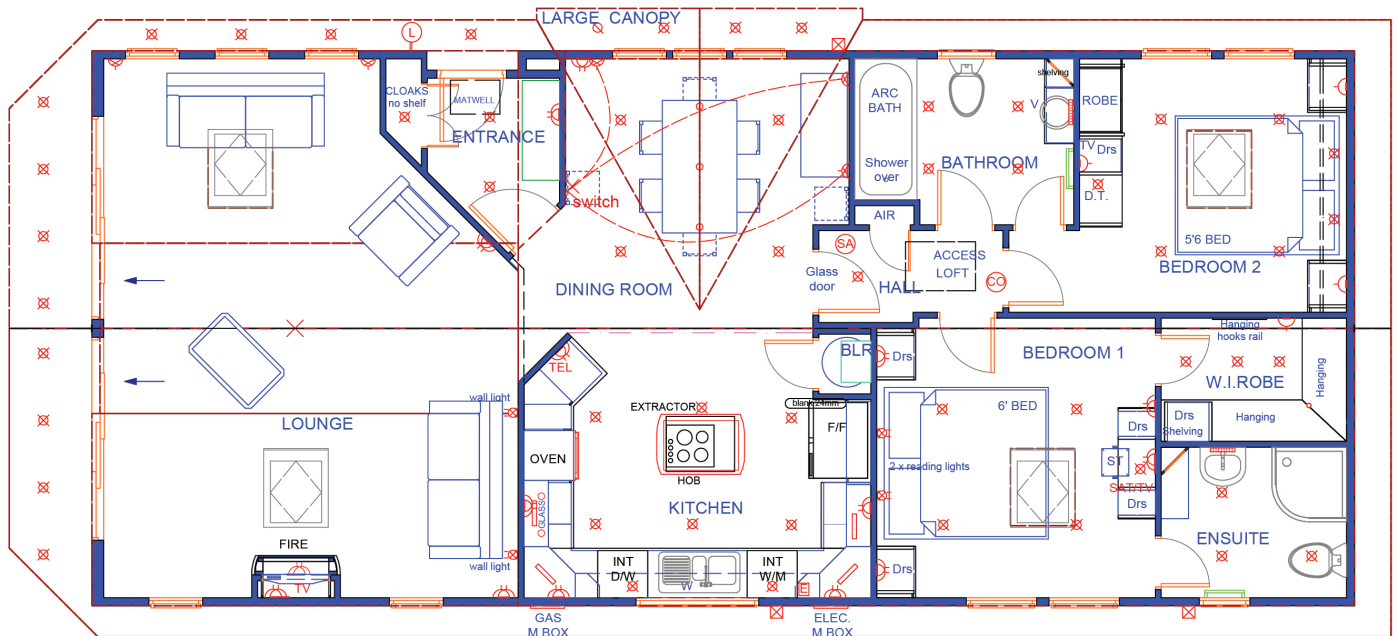 LARGE CANOPY
L
CLOAKS
no shelf
MATWELL
ENTRANCE
switch
DINING ROOM
ARC
BATH
Shower
over
shelving
V
BATHROOM
ROBE
TV
Drs
D.T.
5'6 BED
BEDROOM 2
AIR
SA
Glass
door
HALL
ACCESS
LOFT
CO
BLR
TEL
EXTRACTOR
HOB
OVEN
GLASS
blank 24mm
F/F
KITCHEN
INT
D/W
W
INT
W/M
E
GAS
M BOX
ELEC.
M BOX
wall light
LOUNGE
wall light
FIRE
TV
BEDROOM 1
Drs
6' BED
2 x reading lights
Drs
Drs
ST
SAT/TV
Drs
Hanging
hooks rail
W.I.ROBE
Hanging
Hanging
Drs
Shelving
ENSUITE